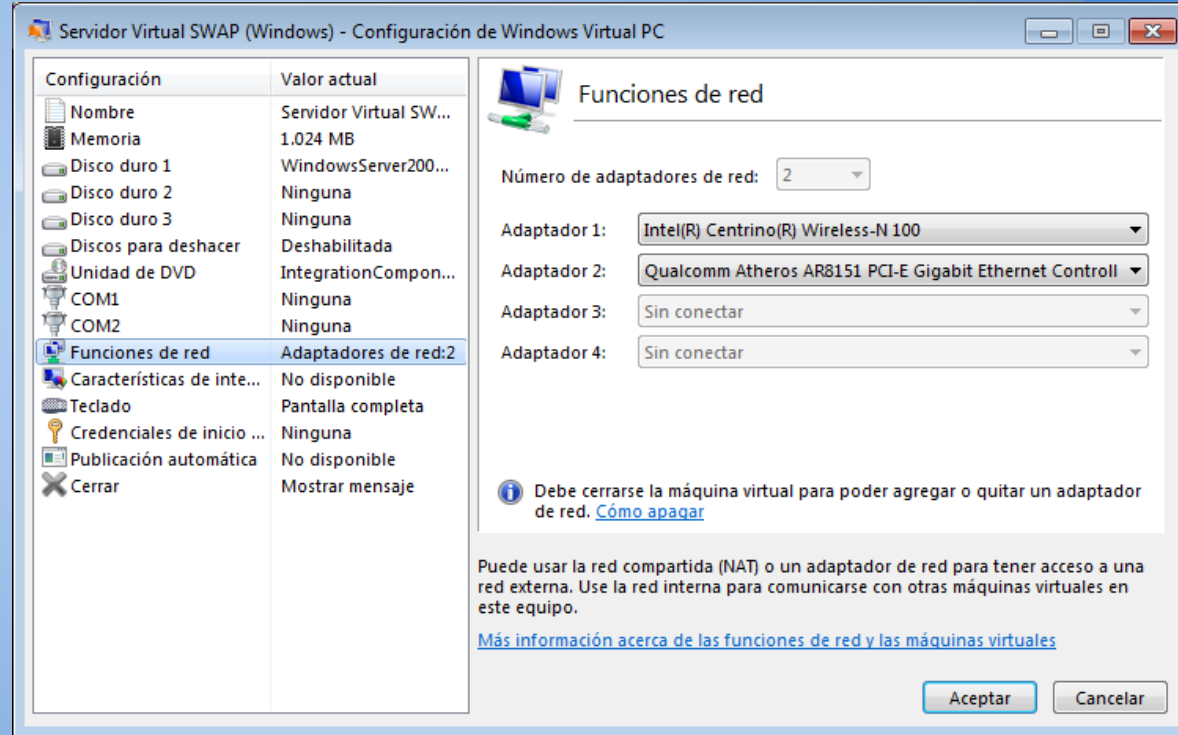 Servidor Virtual SWAP (Windows) - Configuración de Windows Virtual PC
Configuración Valor actual
Nombre Servidor Virtual SW...
Memoria 1.024 MB
Disco duro 1 WindowsServer200...
Disco duro 2 Ninguna
Disco duro 3 Ninguna
Discos para deshacer Deshabilitada
Unidad de DVD IntegrationCompon...
COM1 Ninguna
COM2 Ninguna
Funciones de red Adaptadores de red:2
Características de inte... No disponible
Teclado Pantalla completa
Credenciales de inicio ... Ninguna
Publicación automática No disponible
Cerrar Mostrar mensaje
Funciones de red
Número de adaptadores de red: 2
Adaptador 1: Intel(R) Centrino(R) Wireless-N 100
Adaptador 2: Qualcomm Atheros AR8151 PCI-E Gigabit Ethernet Controll
Adaptador 3: Sin conectar
Adaptador 4: Sin conectar
Debe cerrarse la máquina virtual para poder agregar o quitar un adaptador
de red. Cómo apagar
Puede usar la red compartida (NAT) o un adaptador de red para tener acceso a una
red externa. Use la red interna para comunicarse con otras máquinas virtuales en
este equipo.
Más información acerca de las funciones de red y las máquinas virtuales
Aceptar Cancelar